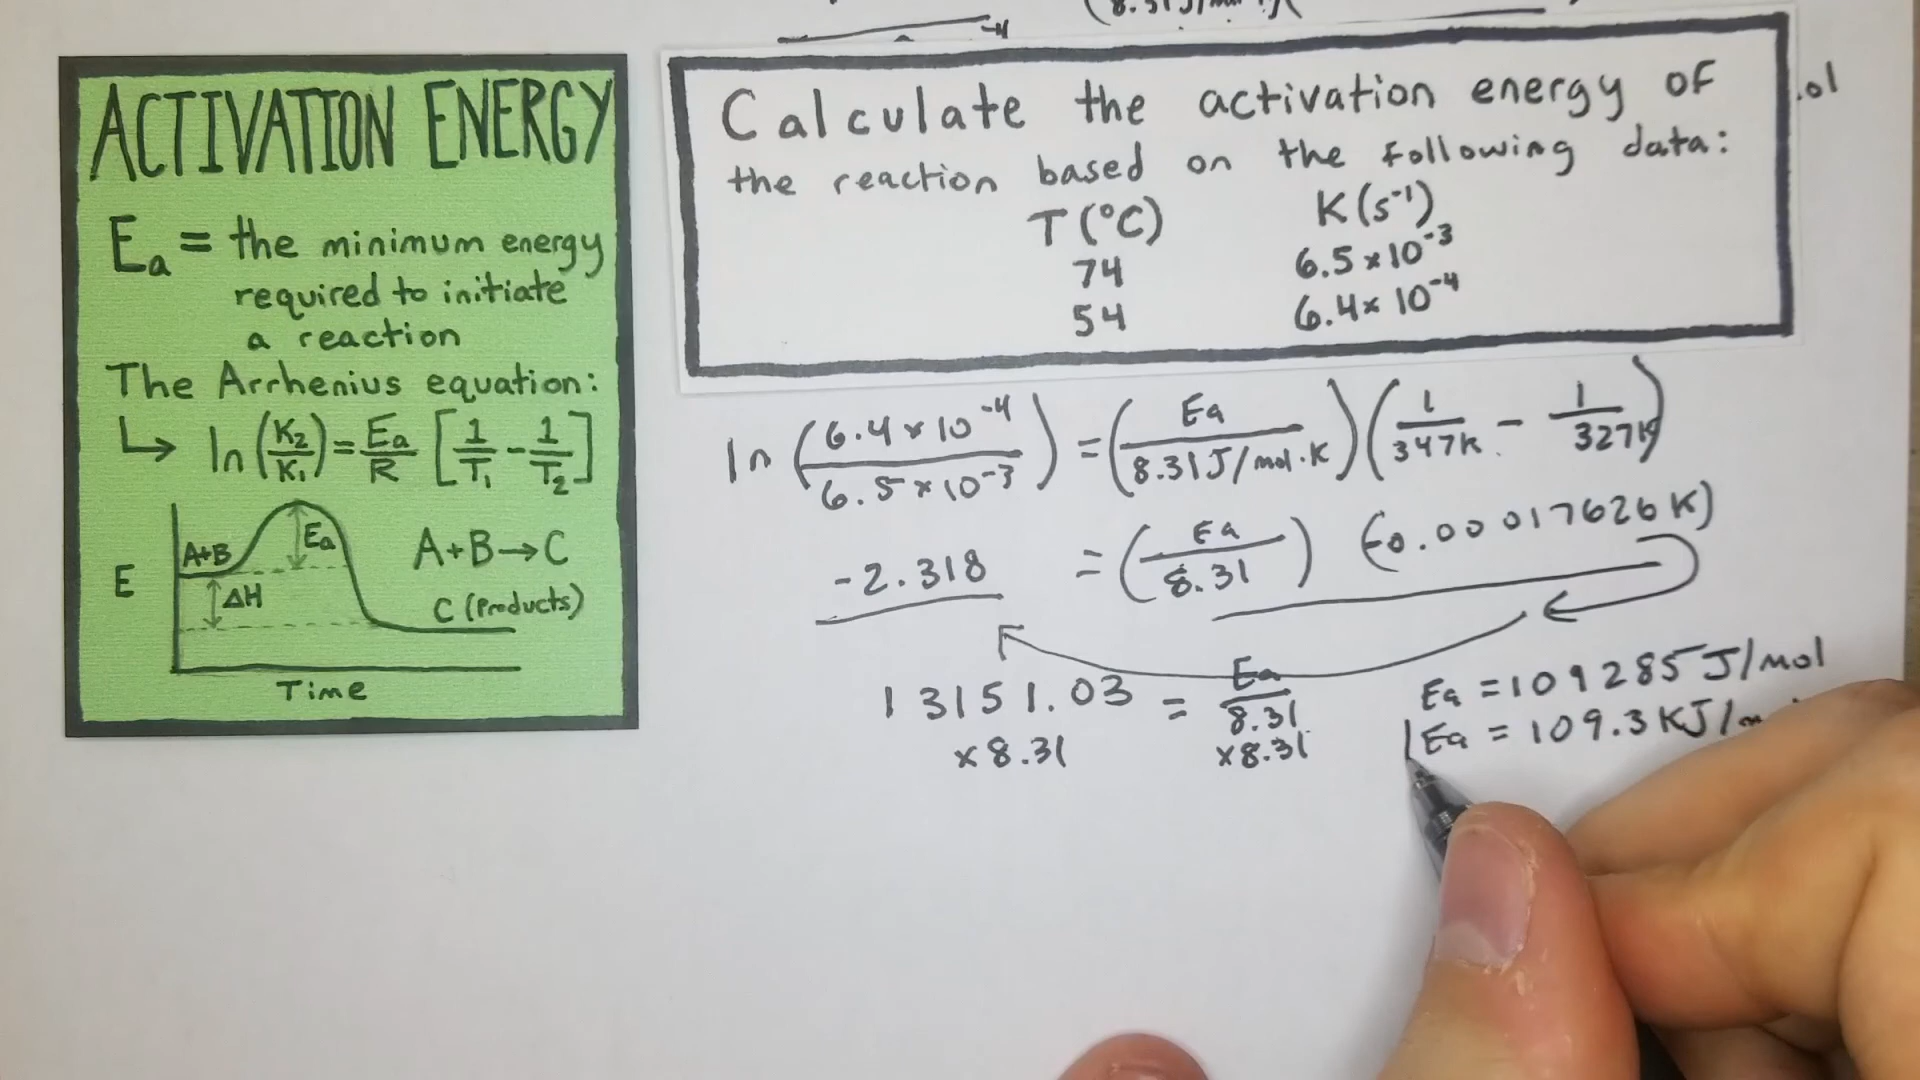 ACTIVATION ENERGY
Ea = the minimum energy
required to initiate
a reaction
The Arrhenius equation:
↳ ln(K2/K1)=Ea/R [1/T1-1/T2]
E
A+B
Ea
ΔH
A+B→C
C (Products)
Time
Calculate the activation energy of
the reaction based on the following data:
T (°C) K(s⁻¹)
74 6.5×10⁻³
54 6.4×10⁻⁴
ln (6.4×10⁻⁴/6.5×10⁻³) = (Ea/8.31J/mol·K)(1/347K - 1/327K)
-2.318 = (Ea/8.31) (-0.00017626K)
13151.03 = Ea/8.31
×8.31 ×8.31
Ea = 109285 J/mol
Ea = 109.3 KJ/